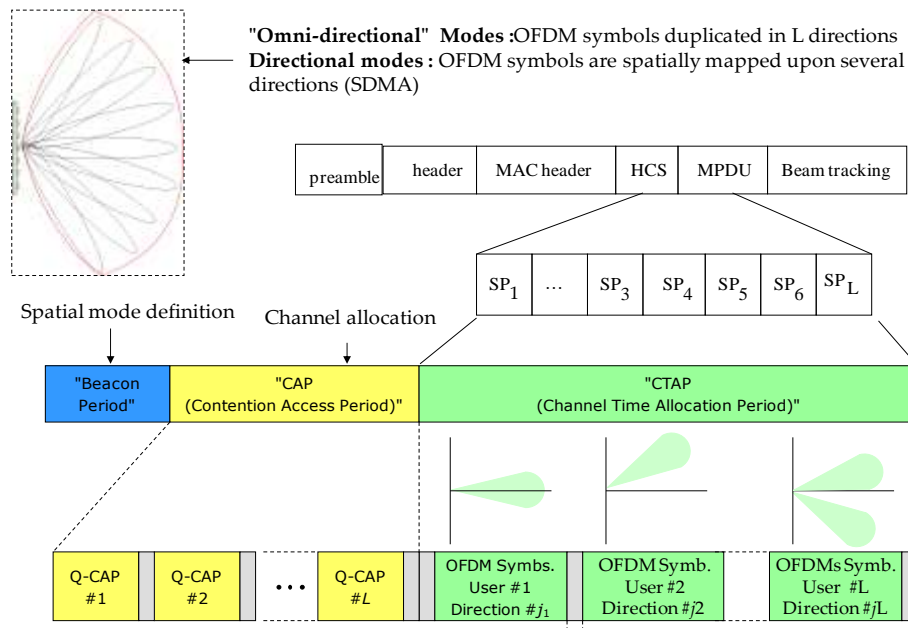 "Omni-directional" Modes :OFDM symbols duplicated in L directions
Directional modes : OFDM symbols are spatially mapped upon several
directions (SDMA)
preamble header MAC header HCS MPDU Beam tracking
SP1 ... SP3 SP4 SP5 SP6 SPL
Spatial mode definition
Channel allocation
"Beacon
Period"
"CAP
(Contention Access Period)"
"CTAP
(Channel Time Allocation Period)"
Q-CAP
#1
Q-CAP
#2
...
Q-CAP
#L
OFDM Symbs.
User #1
Direction #j1
OFDM Symb.
User #2
Direction #j2
OFDMs Symb.
User #L
Direction #jL